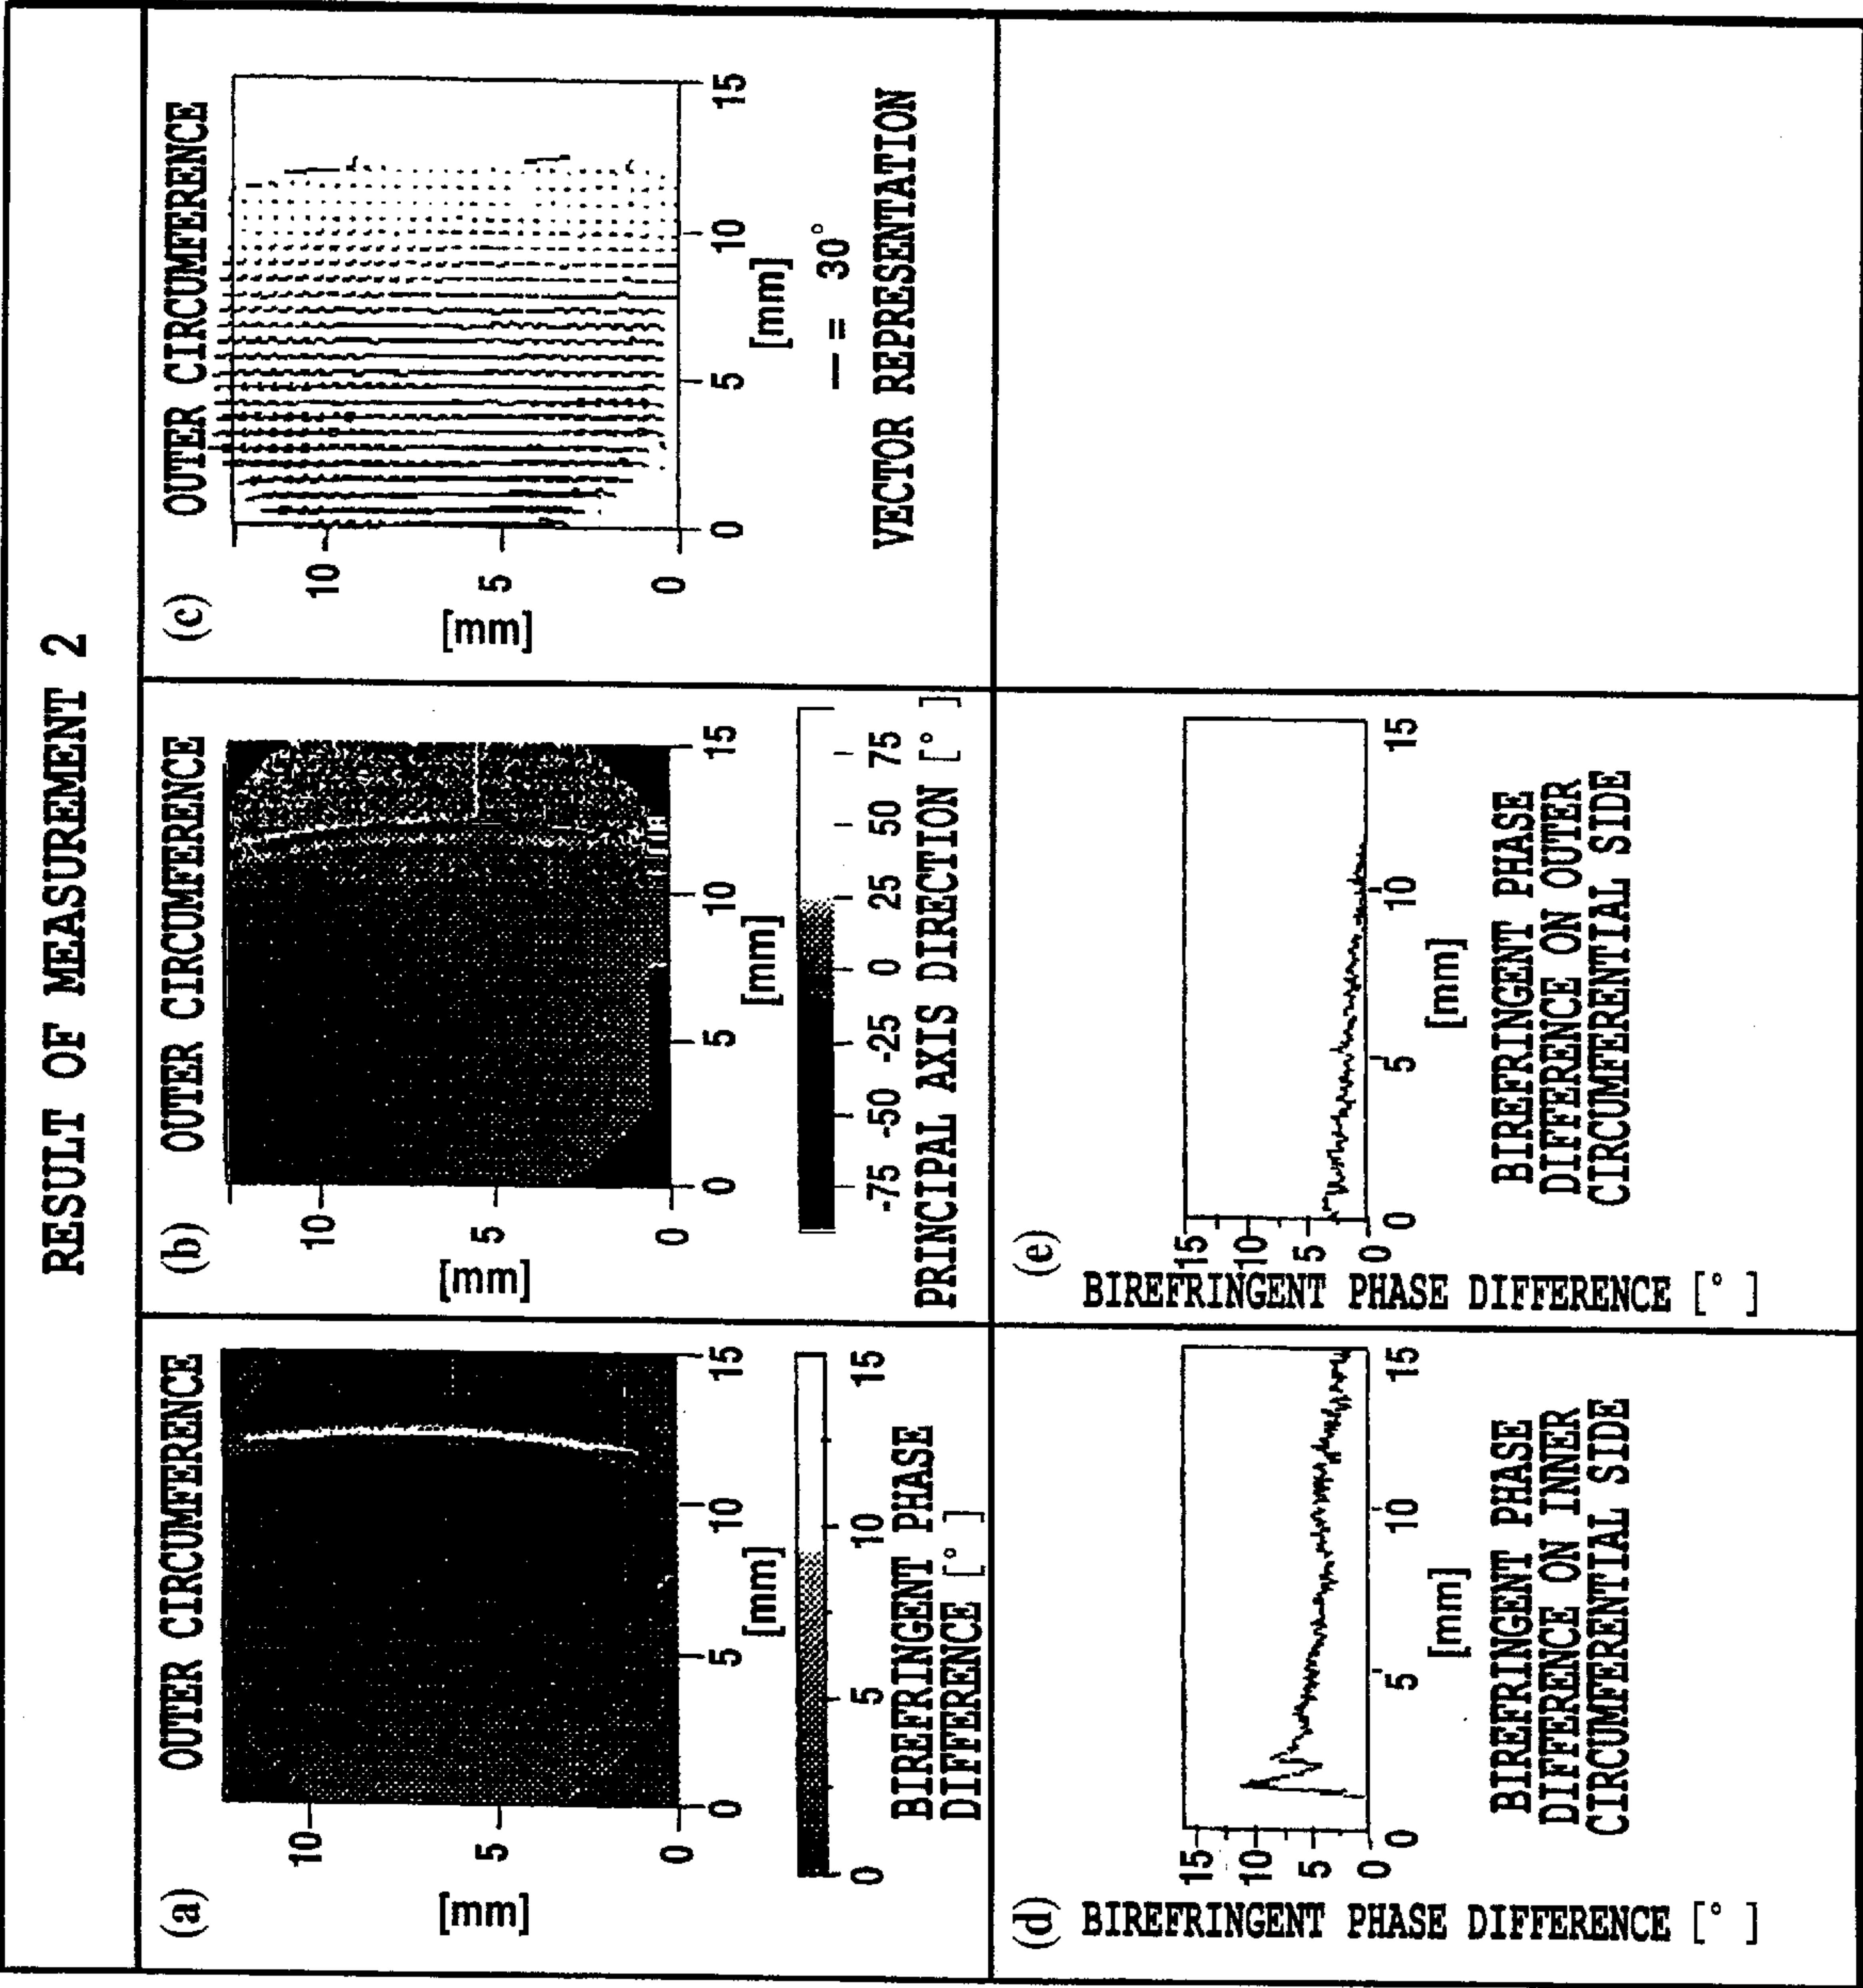 RESULT OF MEASUREMENT 2
(a) OUTER CIRCUMFERENCE
10
5
0
[mm]
0 5 10 15
[mm]
0 5 10 15
BIREFRINGENT PHASE
DIFFERENCE [° ]
(b) OUTER CIRCUMFERENCE
10
5
0
[mm]
0 5 10 15
[mm]
-75 -50 -25 0 25 50 75
PRINCIPAL AXIS DIRECTION [° ]
(c) OUTER CIRCUMFERENCE
10
5
0
[mm]
0 5 10 15
[mm]
— = 30°
VECTOR REPRESENTATION
(d)
15
10
5
0
BIREFRINGENT PHASE DIFFERENCE [° ]
0 5 10 15
[mm]
BIREFRINGENT PHASE
DIFFERENCE ON INNER
CIRCUMFERENTIAL SIDE
(e)
15
10
5
0
BIREFRINGENT PHASE DIFFERENCE [° ]
0 5 10 15
[mm]
BIREFRINGENT PHASE
DIFFERENCE ON OUTER
CIRCUMFERENTIAL SIDE